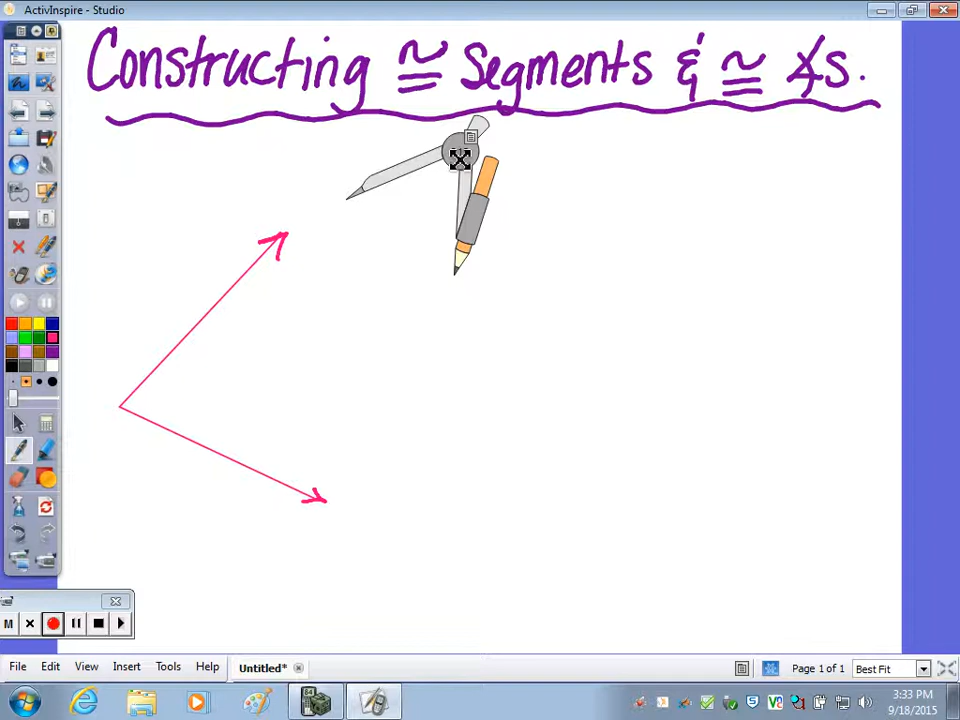 ActivInspire - Studio
Constructing ≅ Segments & ≅ ∡s.
M
File Edit View Insert Tools Help Untitled* Page 1 of 1 Best Fit
3:33 PM
9/18/2015